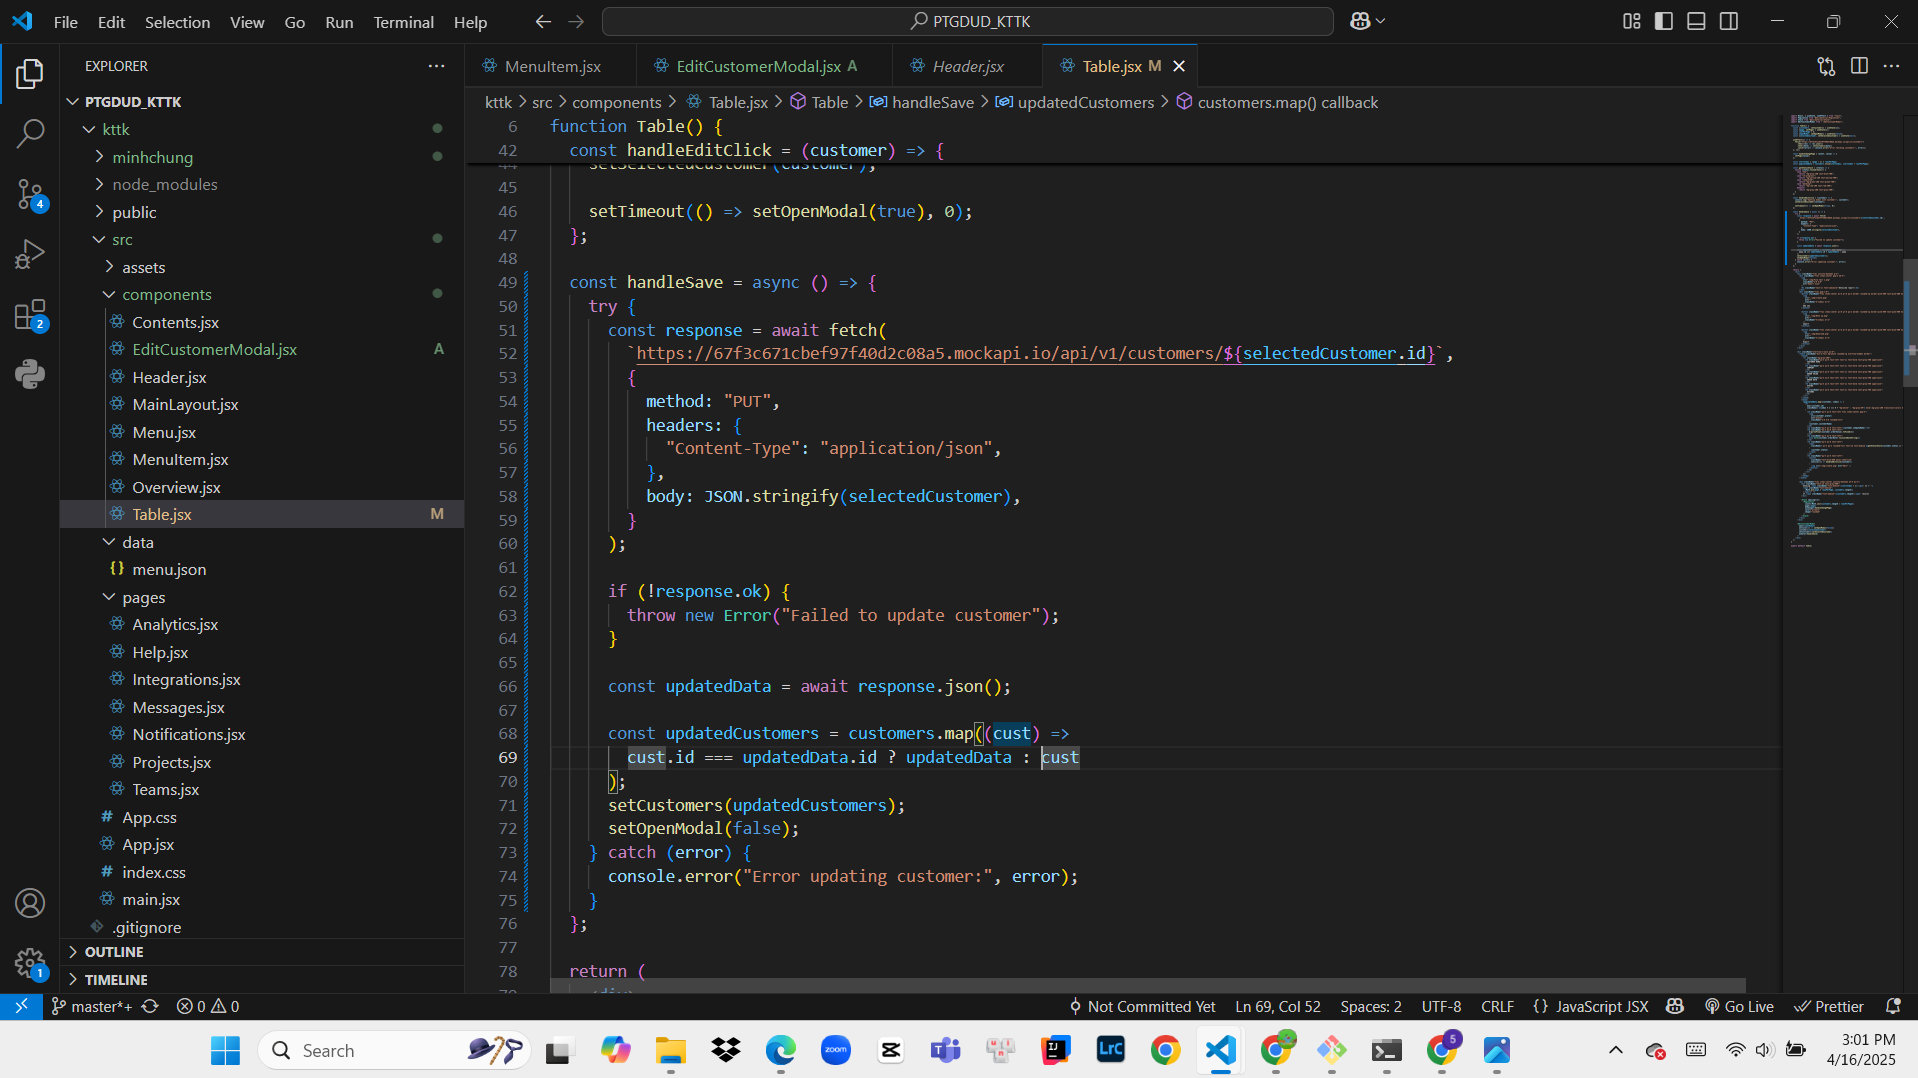 File Edit Selection View Go Run Terminal Help
PTGDUD_KTTK
EXPLORER
PTGDUD_KTTK
kttk
minhchung
node_modules
public
src
assets
components
Contents.jsx
EditCustomerModal.jsx A
Header.jsx
MainLayout.jsx
Menu.jsx
MenuItem.jsx
Overview.jsx
Table.jsx M
data
{} menu.json
pages
Analytics.jsx
Help.jsx
Integrations.jsx
Messages.jsx
Notifications.jsx
Projects.jsx
Teams.jsx
# App.css
App.jsx
# index.css
main.jsx
.gitignore
OUTLINE
TIMELINE
4
2
1
MenuItem.jsx EditCustomerModal.jsx A Header.jsx Table.jsx M
kttk > src > components > Table.jsx > Table > handleSave > updatedCustomers > customers.map() callback
6 function Table() {
42 const handleEditClick = (customer) => {
44 setSelectedCustomer(customer);
45
46 setTimeout(() => setOpenModal(true), 0);
47 };
48
49 const handleSave = async () => {
50 try {
51 const response = await fetch(
52 `https://67f3c671cbef97f40d2c08a5.mockapi.io/api/v1/customers/${selectedCustomer.id}`,
53 {
54 method: "PUT",
55 headers: {
56 "Content-Type": "application/json",
57 },
58 body: JSON.stringify(selectedCustomer),
59 }
60 );
61
62 if (!response.ok) {
63 throw new Error("Failed to update customer");
64 }
65
66 const updatedData = await response.json();
67
68 const updatedCustomers = customers.map((cust) =>
69 cust.id === updatedData.id ? updatedData : cust
70 );
71 setCustomers(updatedCustomers);
72 setOpenModal(false);
73 } catch (error) {
74 console.error("Error updating customer:", error);
75 }
76 };
77
78 return (
79 <div>
master*+ 0 0 Not Committed Yet Ln 69, Col 52 Spaces: 2 UTF-8 CRLF {} JavaScript JSX Go Live Prettier
Search
zoom
LrC
5
3:01 PM
4/16/2025